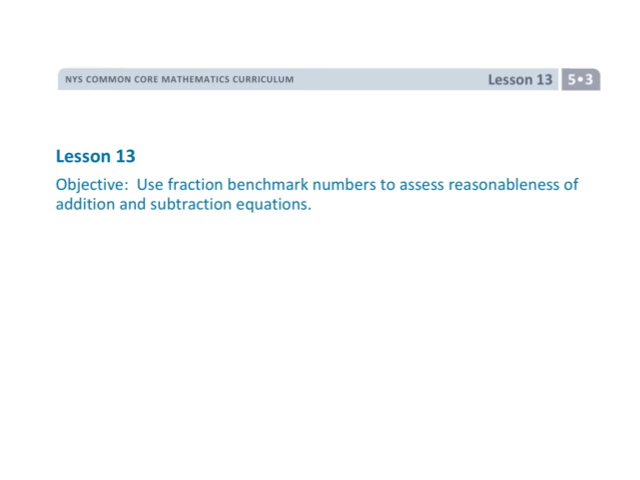 NYS COMMON CORE MATHEMATICS CURRICULUM
Lesson 13 5•3
Lesson 13
Objective: Use fraction benchmark numbers to assess reasonableness of
addition and subtraction equations.